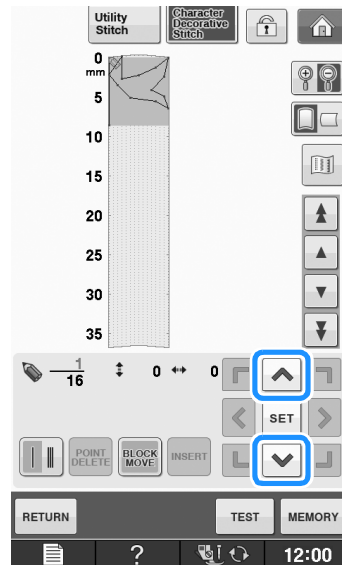 Utility
Stitch
Character
Decorative
Stitch
0
mm
5
10
15
20
25
30
35
1
16
0
0
SET
POINT
DELETE
BLOCK
MOVE
INSERT
RETURN
TEST
MEMORY
?
12:00